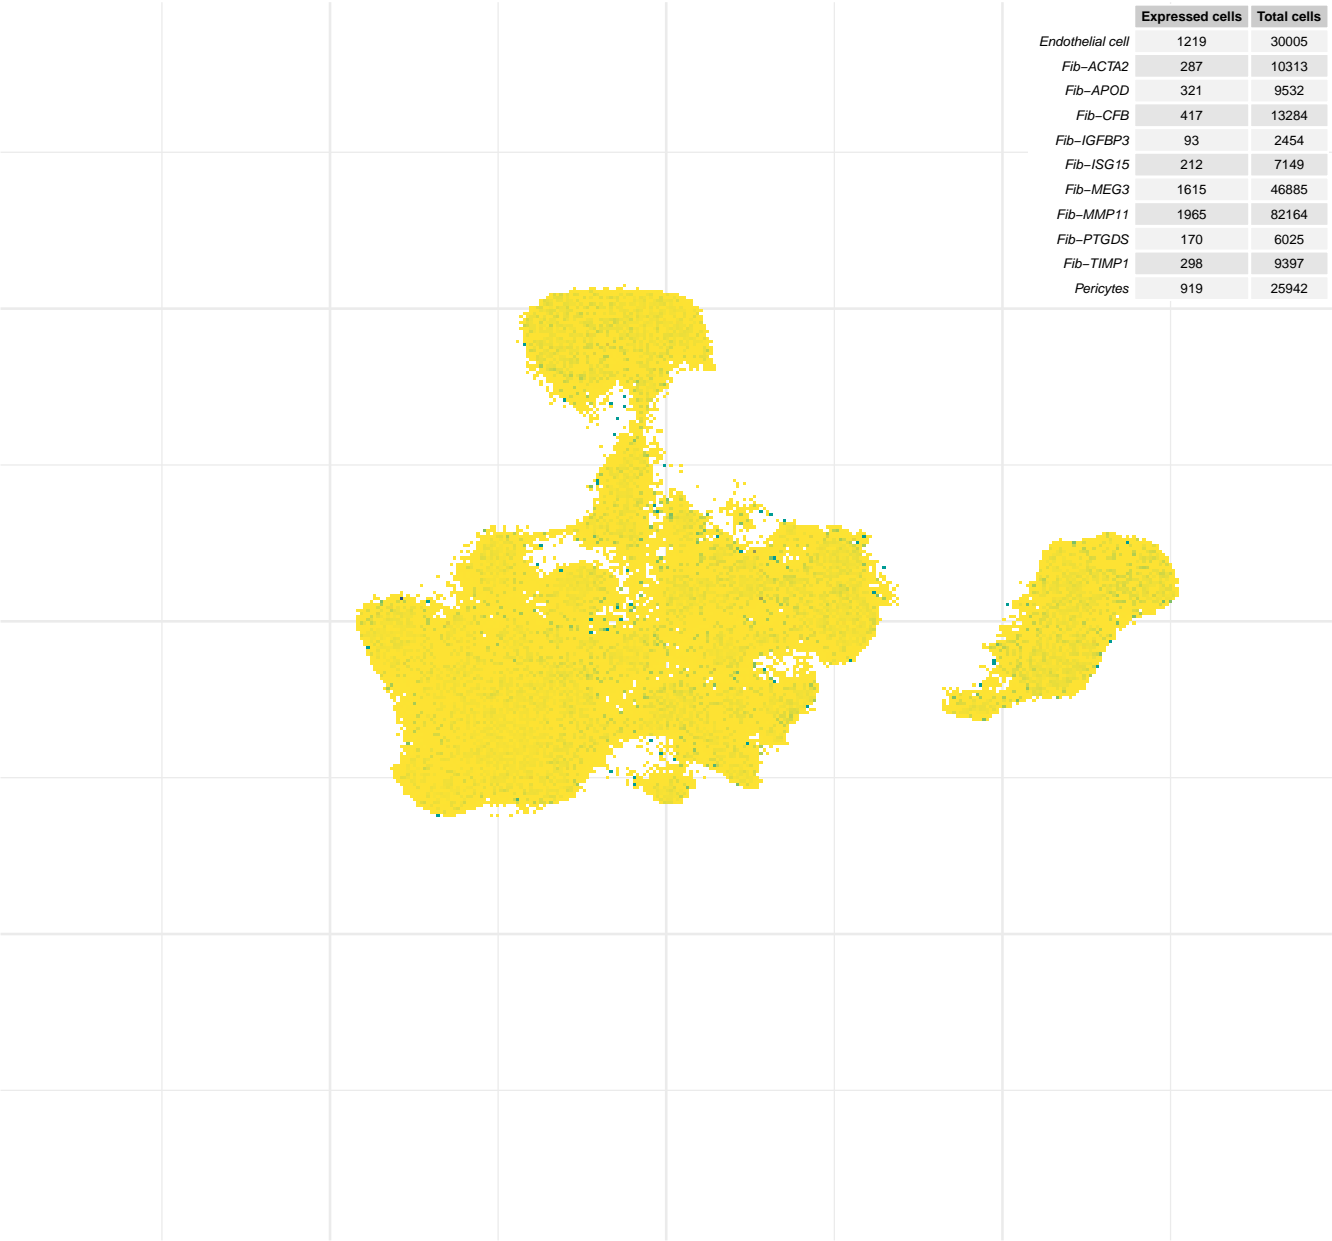 Expressed cells Total cells
Endothelial cell 1219 30005
Fib−ACTA2 287 10313
Fib−APOD 321 9532
Fib−CFB 417 13284
Fib−IGFBP3 93 2454
Fib−ISG15 212 7149
Fib−MEG3 1615 46885
Fib−MMP11 1965 82164
Fib−PTGDS 170 6025
Fib−TIMP1 298 9397
Pericytes 919 25942